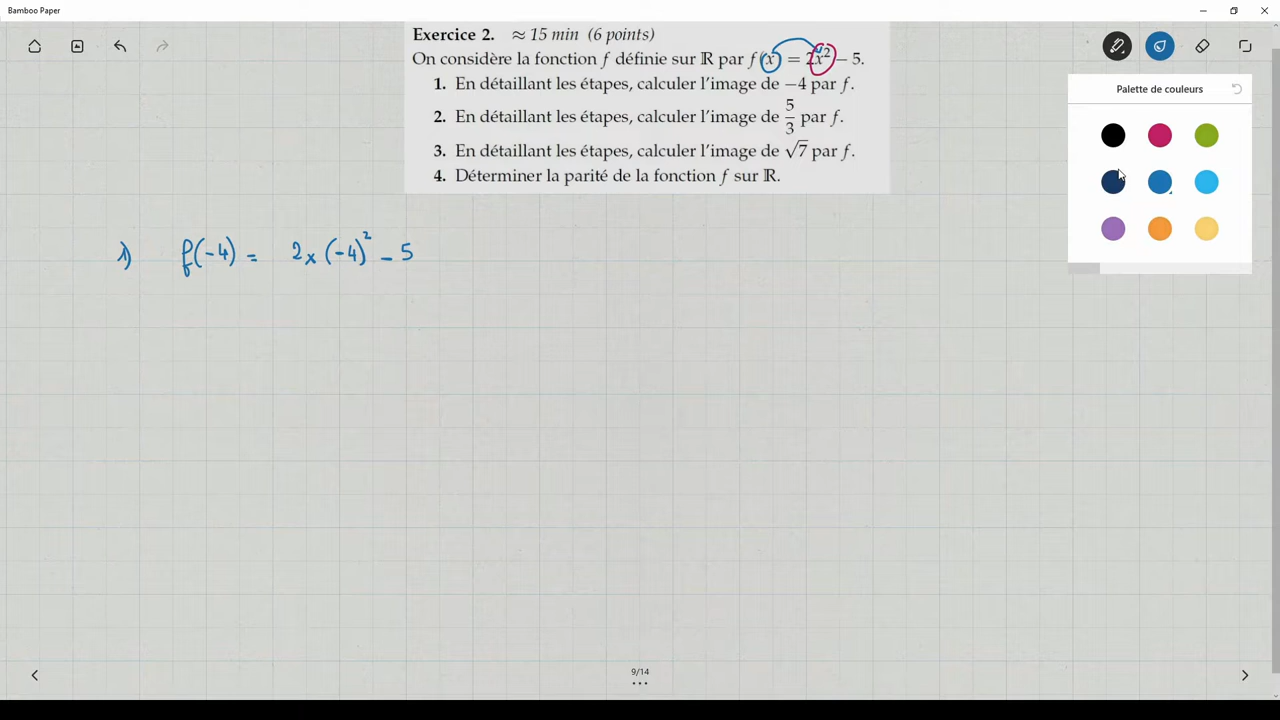 Bamboo Paper
Exercice 2. ≈ 15 min (6 points)
On considère la fonction f définie sur ℝ par f(x) = 2x² − 5.
1. En détaillant les étapes, calculer l'image de −4 par f.
2. En détaillant les étapes, calculer l'image de 5/3 par f.
3. En détaillant les étapes, calculer l'image de √7 par f.
4. Déterminer la parité de la fonction f sur ℝ.
Palette de couleurs
1) f(-4) = 2x(-4)² - 5
9/14